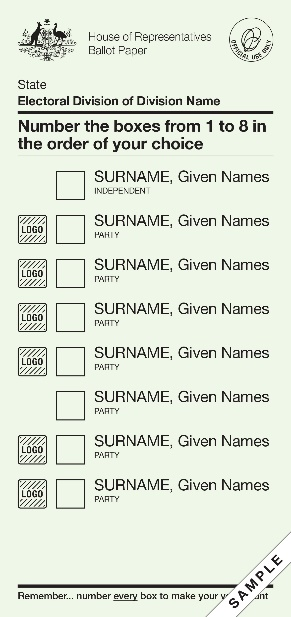 House of Representatives
Ballot Paper
OFFICIAL USE ONLY
State
Electoral Division of Division Name
Number the boxes from 1 to 8 in
the order of your choice
SURNAME, Given Names
INDEPENDENT
LOGO
SURNAME, Given Names
PARTY
LOGO
SURNAME, Given Names
PARTY
LOGO
SURNAME, Given Names
PARTY
LOGO
SURNAME, Given Names
PARTY
SURNAME, Given Names
PARTY
LOGO
SURNAME, Given Names
PARTY
LOGO
SURNAME, Given Names
PARTY
Remember... number every box to make your
SAMPLE